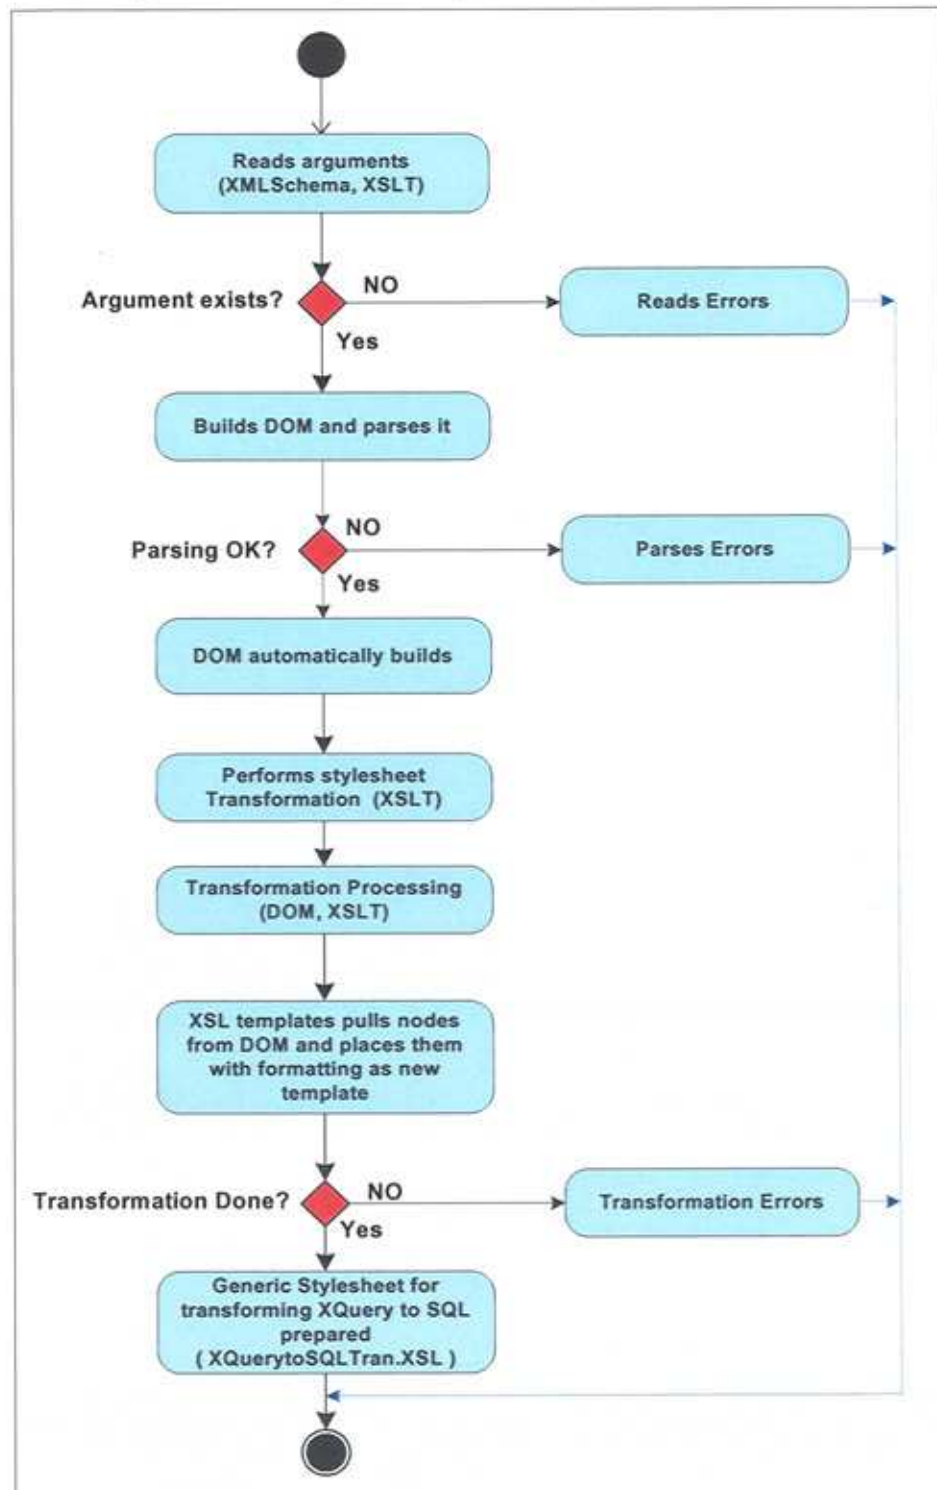 Reads arguments
(XMLSchema, XSLT)
Argument exists?
NO
Reads Errors
Yes
Builds DOM and parses it
NO
Parsing OK?
Parses Errors
Yes
DOM automatically builds
Performs stylesheet
Transformation (XSLT)
Transformation Processing
(DOM, XSLT)
XSL templates pulls nodes
from DOM and places them
with formatting as new
template
Transformation Done?
NO
Transformation Errors
Yes
Generic Stylesheet for
transforming XQuery to SQL
prepared
( XQuerytoSQLTran.XSL )